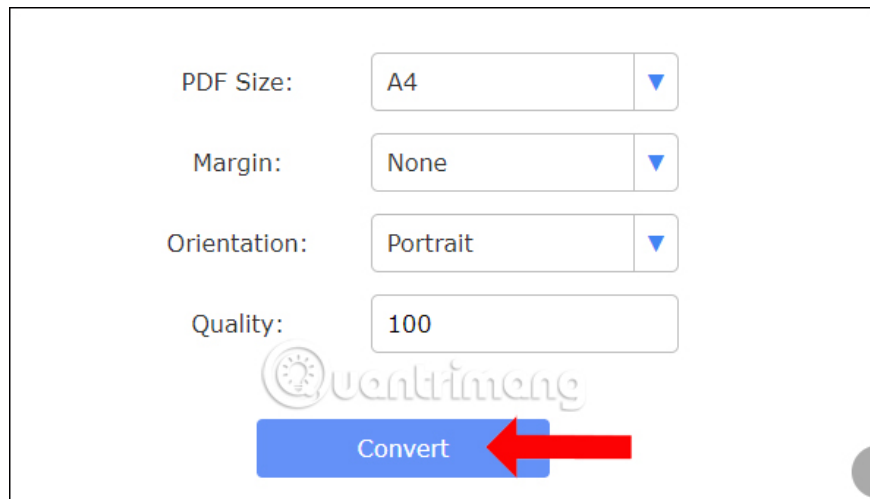 PDF Size: A4
Margin: None
Orientation: Portrait
Quality: 100
Quantrimang
Convert